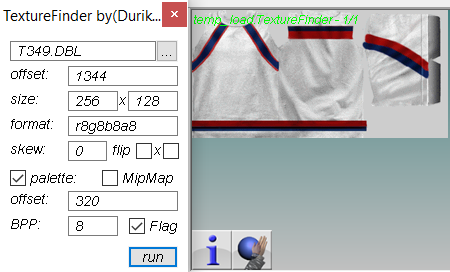 TextureFinder by(Durik...
T349.DBL ...
offset: 1344
size: 256 x 128
format: r8g8b8a8
skew: 0 flip x
palette: MipMap
offset: 320
BPP: 8 Flag
run
temp_load TextureFinder - 1/1